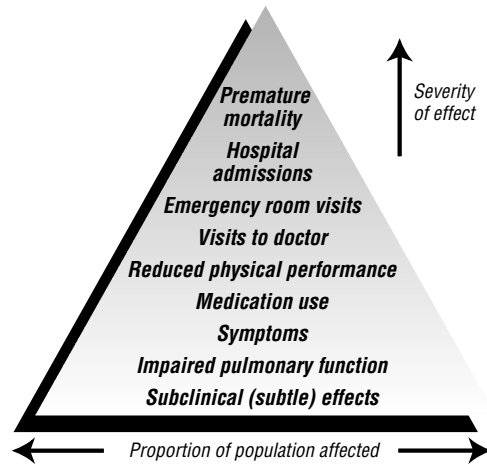 Premature
mortality
Hospital
admissions
Emergency room visits
Visits to doctor
Reduced physical performance
Medication use
Symptoms
Impaired pulmonary function
Subclinical (subtle) effects
Severity
of effect
Proportion of population affected